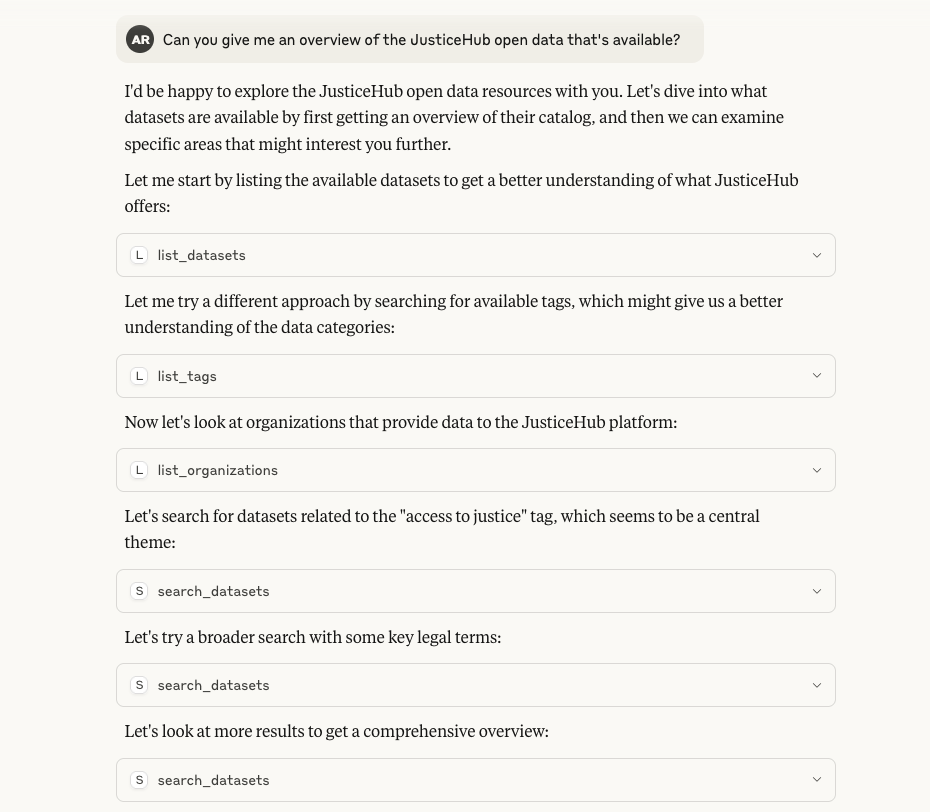 AR Can you give me an overview of the JusticeHub open data that's available?
I'd be happy to explore the JusticeHub open data resources with you. Let's dive into what
datasets are available by first getting an overview of their catalog, and then we can examine
specific areas that might interest you further.
Let me start by listing the available datasets to get a better understanding of what JusticeHub
offers:
L list_datasets
Let me try a different approach by searching for available tags, which might give us a better
understanding of the data categories:
L list_tags
Now let's look at organizations that provide data to the JusticeHub platform:
L list_organizations
Let's search for datasets related to the "access to justice" tag, which seems to be a central
theme:
S search_datasets
Let's try a broader search with some key legal terms:
S search_datasets
Let's look at more results to get a comprehensive overview:
S search_datasets